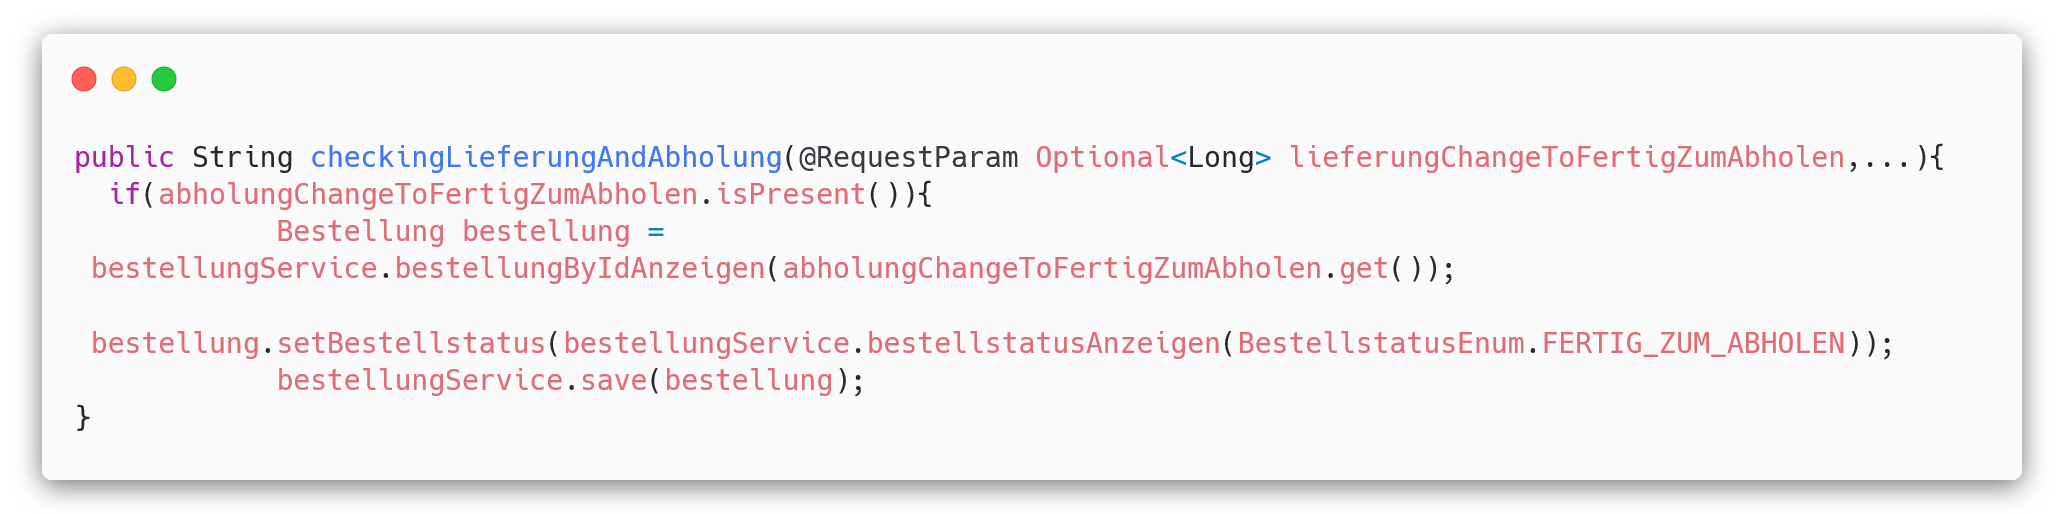 public String checkingLieferungAndAbholung(@RequestParam Optional<Long> lieferungChangeToFertigZumAbholen,...){
  if(abholungChangeToFertigZumAbholen.isPresent()){
            Bestellung bestellung =
 bestellungService.bestellungByIdAnzeigen(abholungChangeToFertigZumAbholen.get());

 bestellung.setBestellstatus(bestellungService.bestellstatusAnzeigen(BestellstatusEnum.FERTIG_ZUM_ABHOLEN));
            bestellungService.save(bestellung);
}